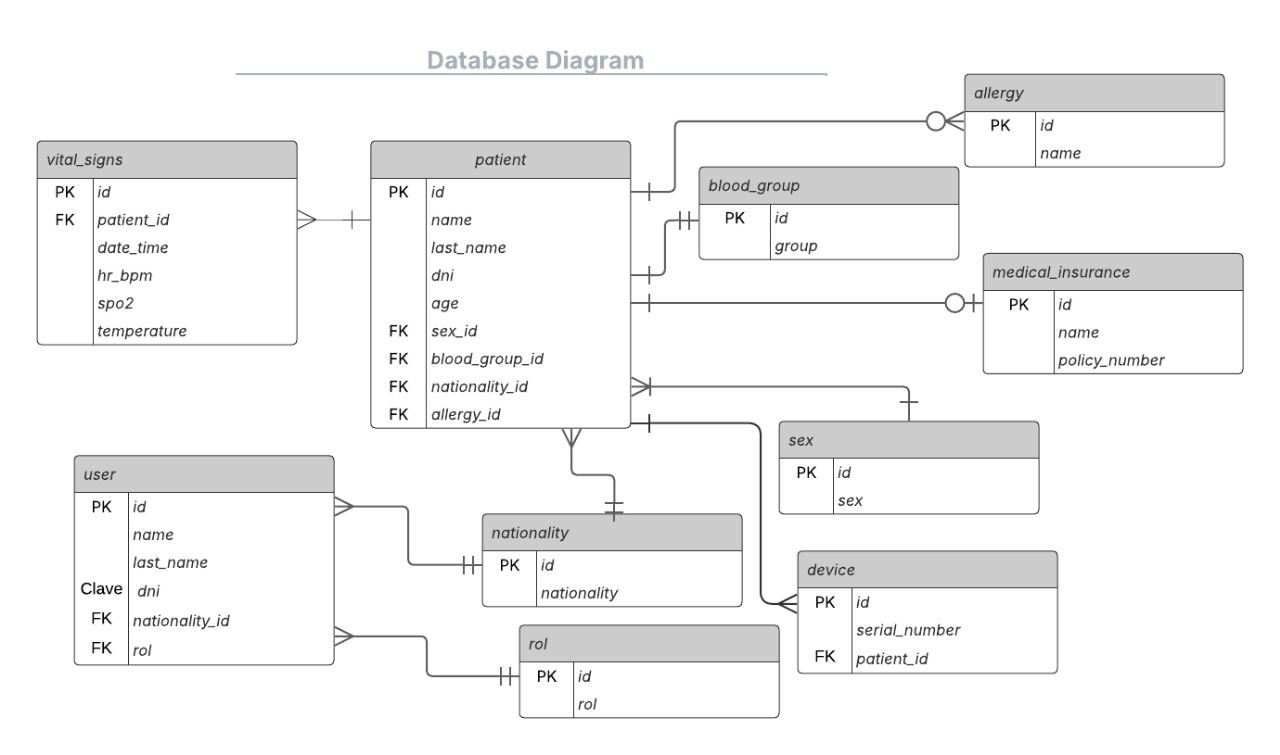 Database Diagram
allergy
PK id
name
vital_signs
PK id
FK patient_id
date_time
hr_bpm
spo2
temperature
patient
PK id
name
last_name
dni
age
FK sex_id
FK blood_group_id
FK nationality_id
FK allergy_id
blood_group
PK id
group
medical_insurance
PK id
name
policy_number
sex
PK id
sex
user
PK id
name
last_name
Clave dni
FK nationality_id
FK rol
nationality
PK id
nationality
device
PK id
serial_number
FK patient_id
rol
PK id
rol